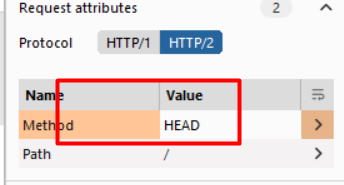 Request attributes 2
Protocol HTTP/1 HTTP/2
Name Value
Method HEAD
Path /